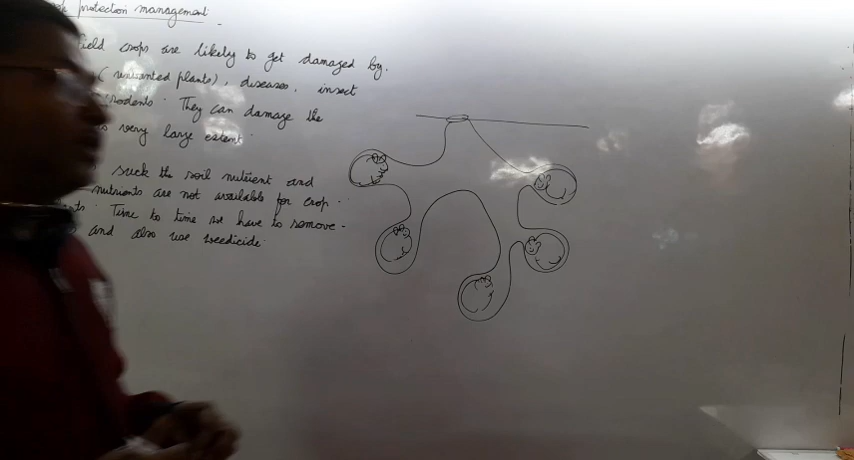 protection management
field crops are likely to get damaged by.
(unwanted plants), diseases, insect
rodents. They can damage the
very large extent.
suck the soil nutrient and
nutrients are not available for crop.
Time to time we have to remove -
and also use weedicide.